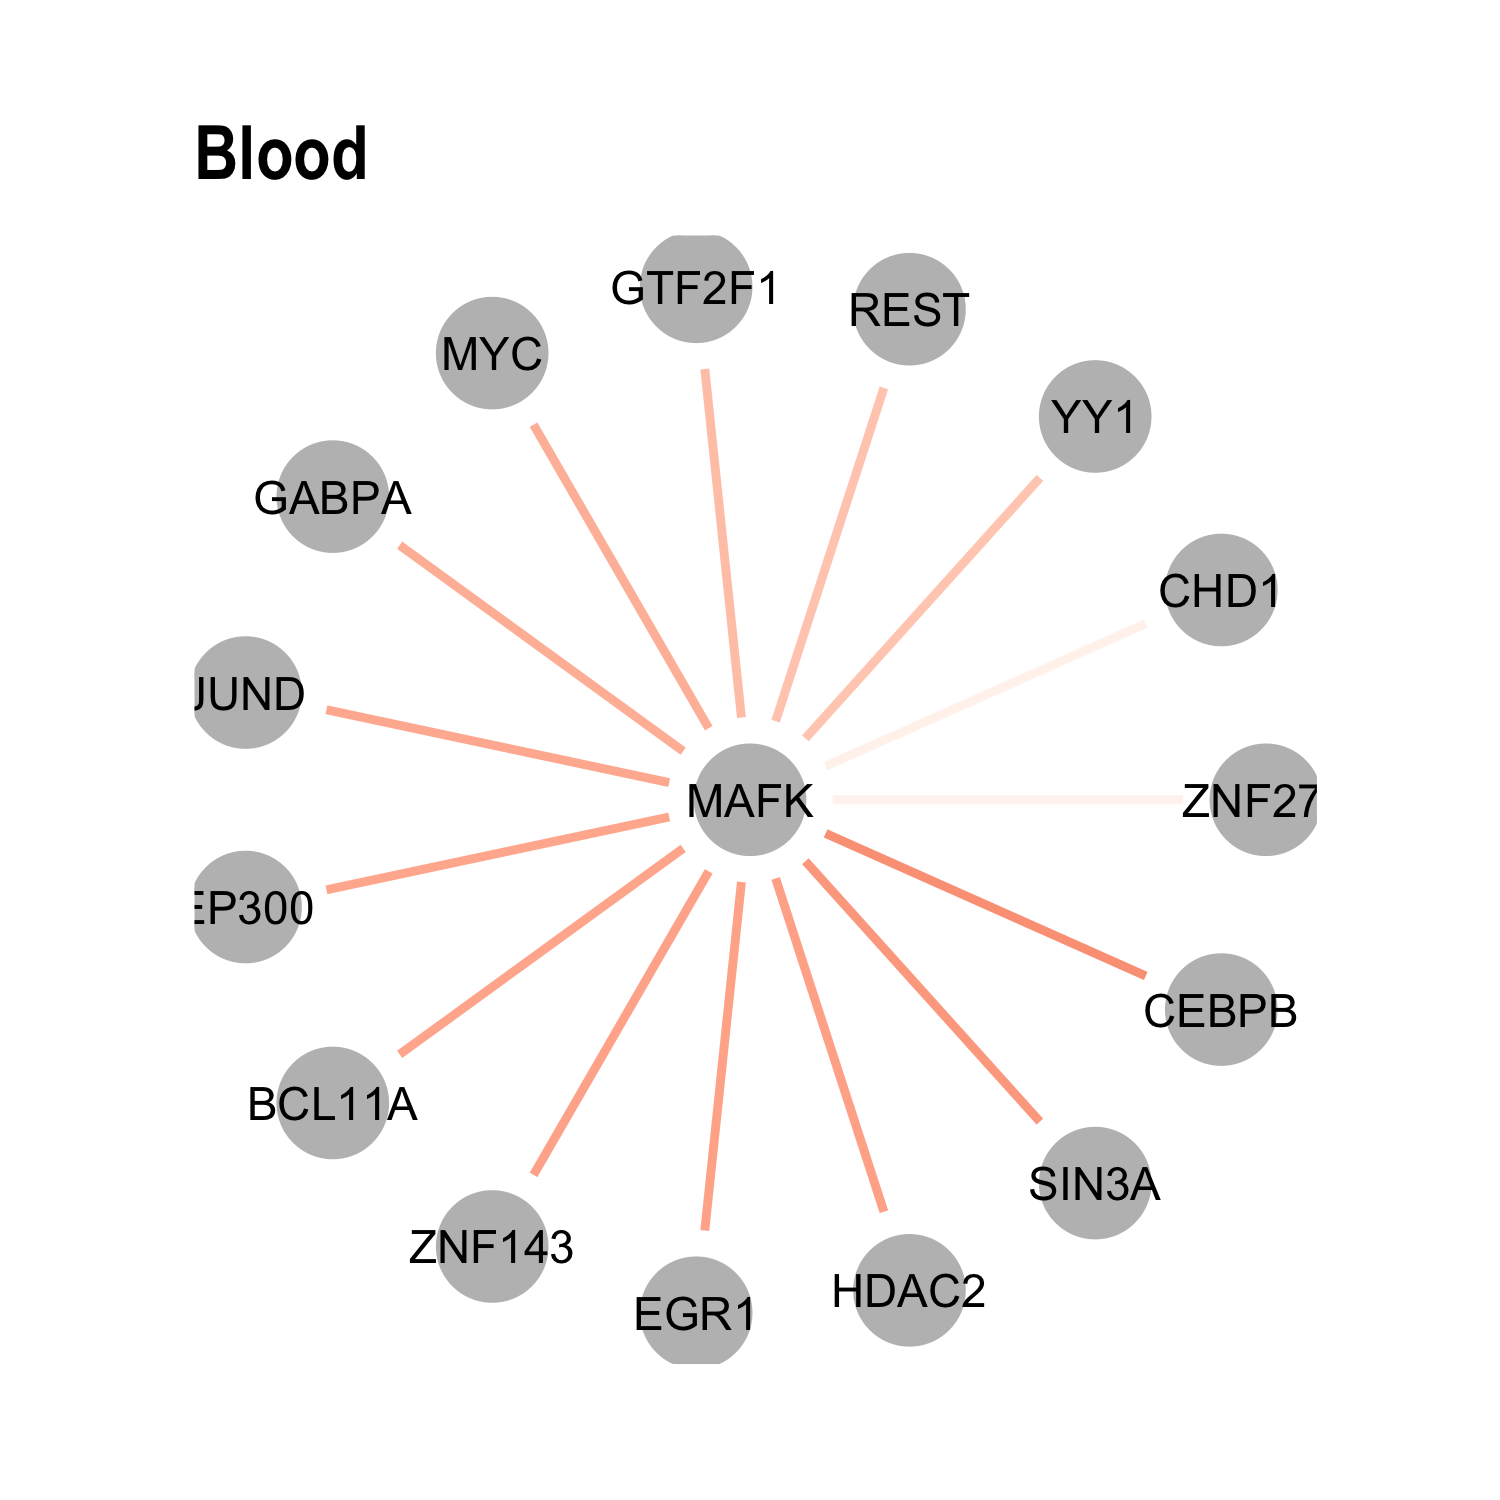 Blood
GTF2F1
REST
MYC
YY1
GABPA
CHD1
JUND
MAFK
ZNF27
EP300
CEBPB
BCL11A
SIN3A
ZNF143
HDAC2
EGR1